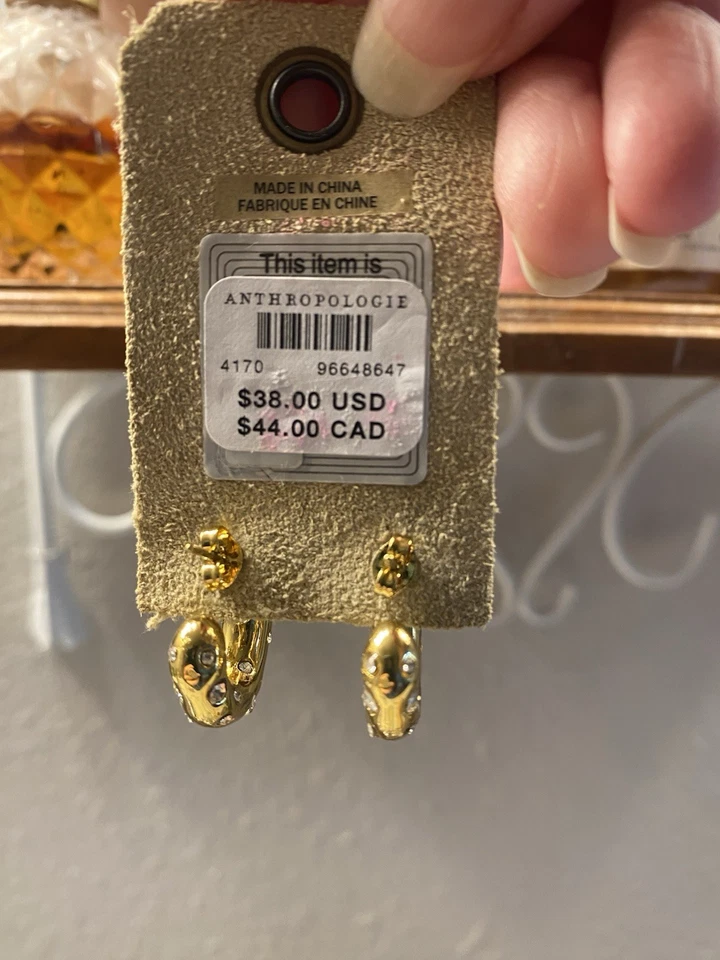 MADE IN CHINA
FABRIQUE EN CHINE
This item is
ANTHROPOLOGIE
4170 96648647
$38.00 USD
$44.00 CAD